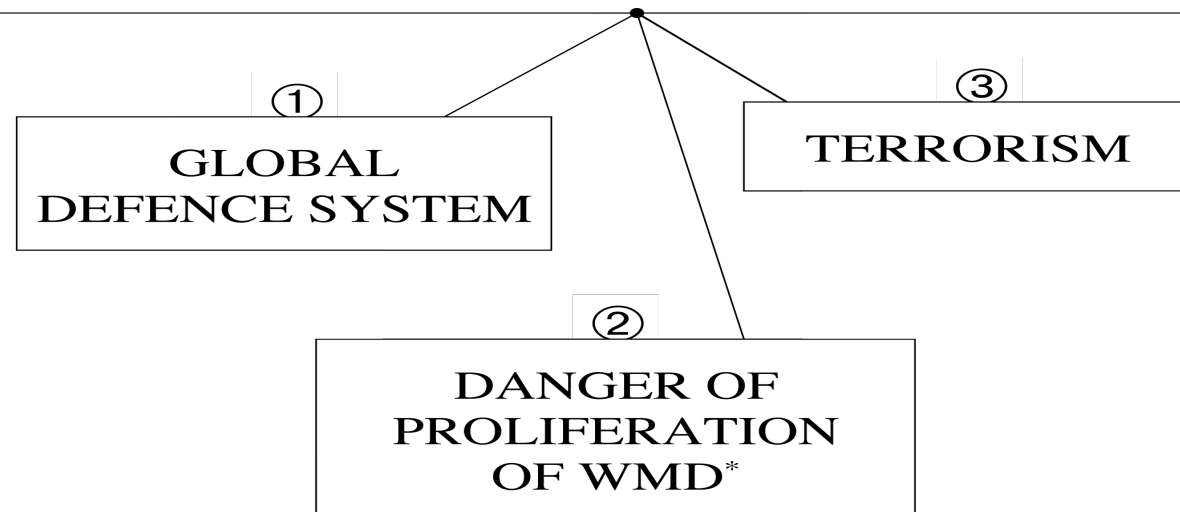 ①
GLOBAL
DEFENCE SYSTEM
②
DANGER OF
PROLIFERATION
OF WMD*
③
TERRORISM